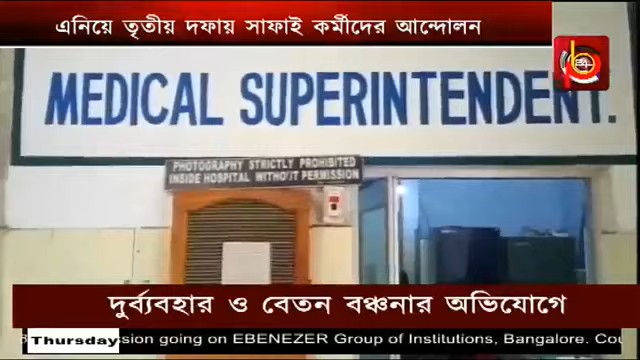 এনিয়ে তৃতীয় দফায় সাফাই কর্মীদের আন্দোলন
MEDICAL SUPERINTENDENT.
PHOTOGRAPHY STRICTLY PROHIBITED
INSIDE HOSPITAL WITHOUT PERMISSION
দুর্ব্যবহার ও বেতন বঞ্চনার অভিযোগে
Thursday ssion going on EBENEZER Group of Institutions, Bangalore. Cou